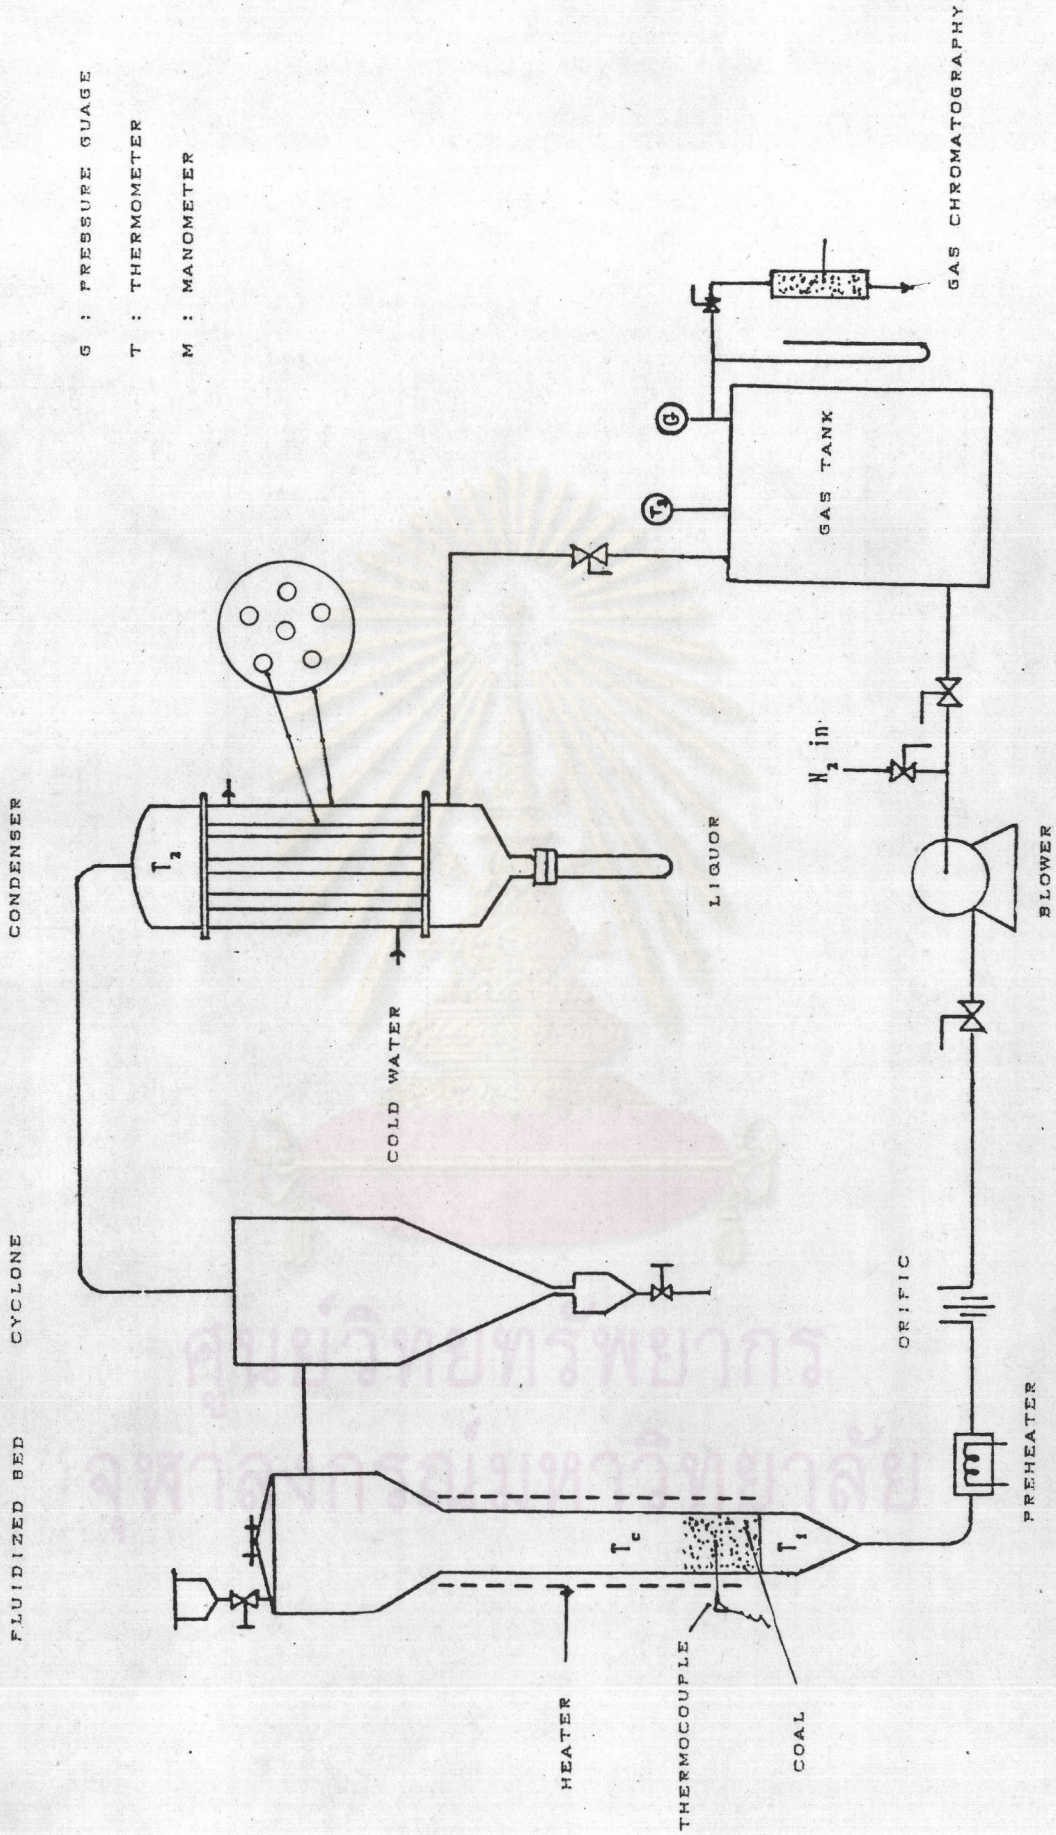 FLUIDIZED BED
CYCLONE
CONDENSER
G : PRESSURE GUAGE
T : THERMOMETER
M : MANOMETER
T₂
HEATER
THERMOCOUPLE
COAL
T_c
T₁
COLD WATER
LIQUOR
T₃
G
GAS TANK
GAS CHROMATOGRAPHY
N₂ in
PREHEATER
ORIFIC
BLOWER
ศูนย์วิทยทรัพยากร
จุฬาลงกรณ์มหาวิทยาลัย